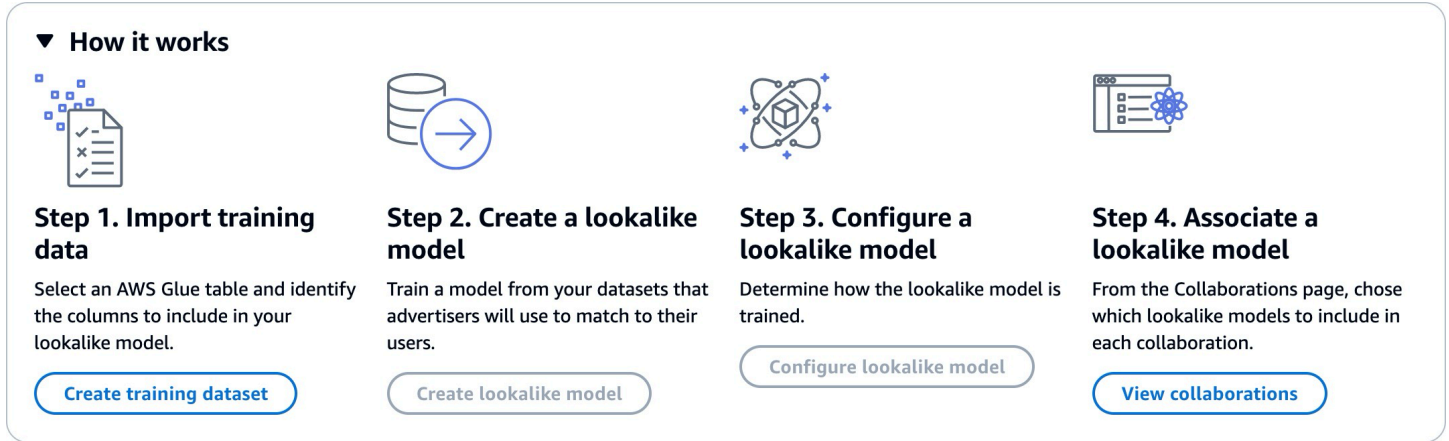 How it works
Step 1. Import training
data
Select an AWS Glue table and identify
the columns to include in your
lookalike model.
Create training dataset
Step 2. Create a lookalike
model
Train a model from your datasets that
advertisers will use to match to their
users.
Create lookalike model
Step 3. Configure a
lookalike model
Determine how the lookalike model is
trained.
Configure lookalike model
Step 4. Associate a
lookalike model
From the Collaborations page, chose
which lookalike models to include in
each collaboration.
View collaborations